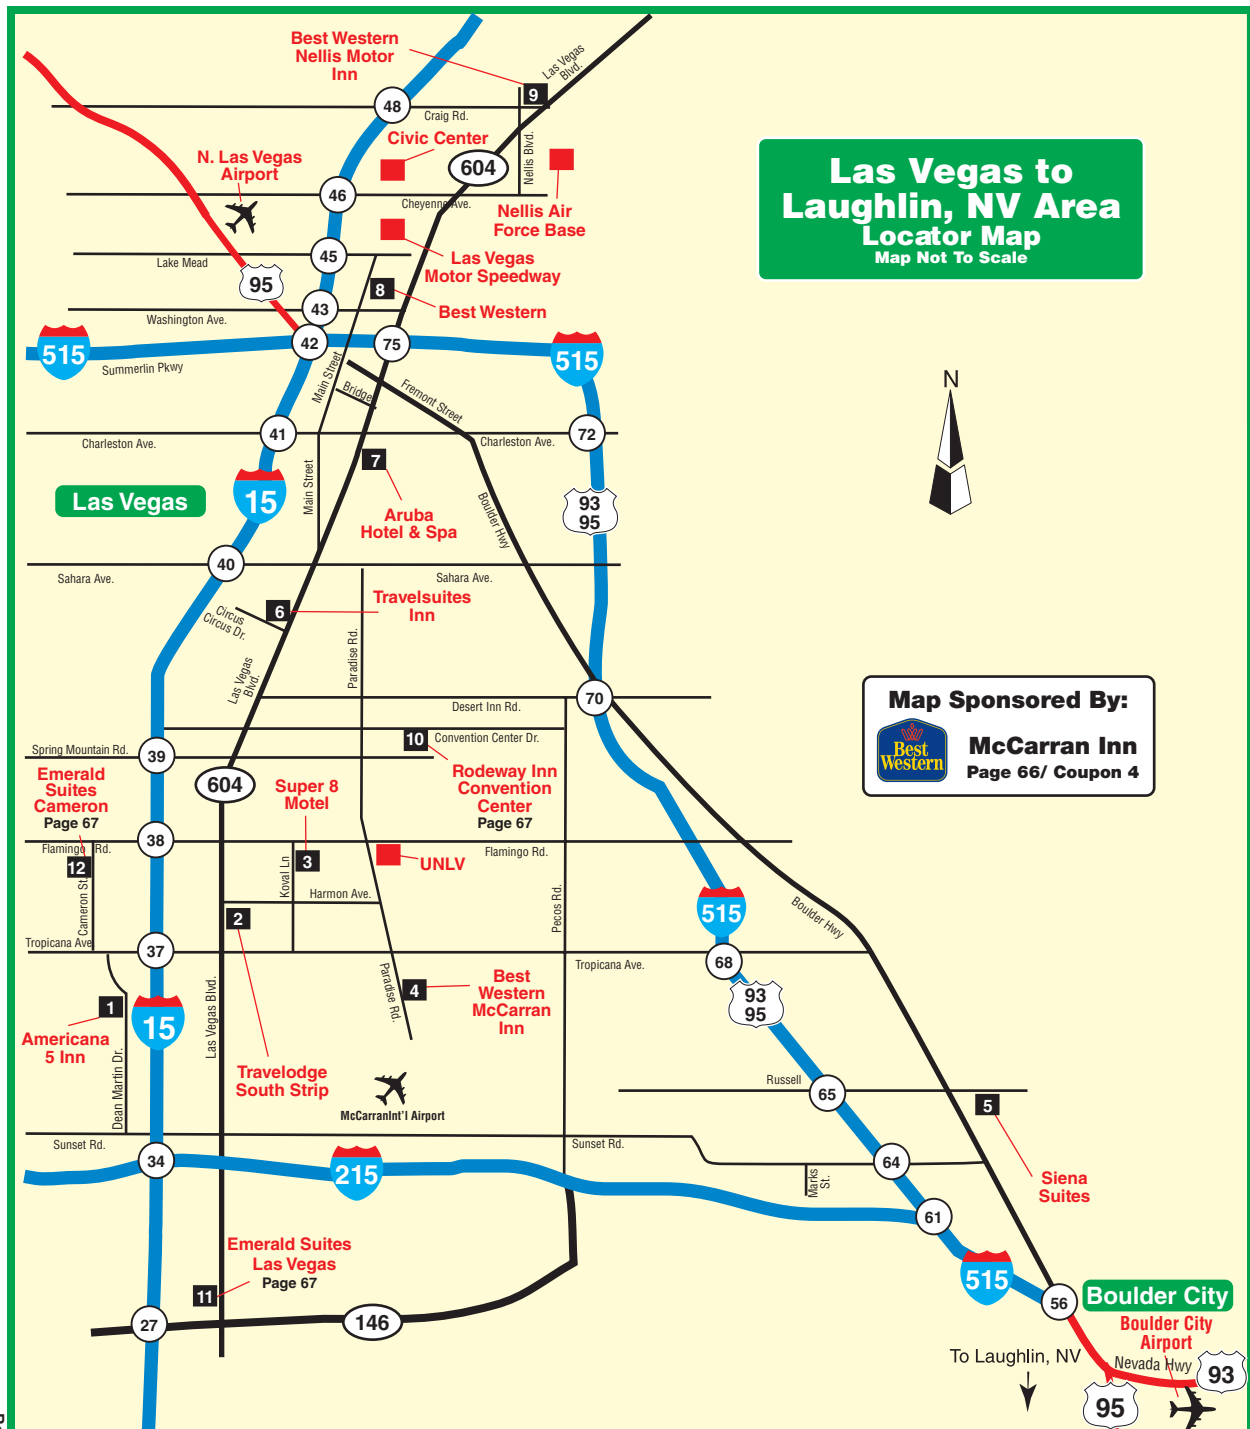 Best Western
Nellis Motor
Inn
Las Vegas
Blvd.
9
48
Craig Rd.
Civic Center
604
Nellis Blvd.
N. Las Vegas
Airport
46
Cheyenne Ave.
Nellis Air
Force Base
Las Vegas to
Laughlin, NV Area
Locator Map
Map Not To Scale
Lake Mead
45
Las Vegas
Motor Speedway
95
8
43
Best Western
Washington Ave.
515
42
75
515
Summerlin Pkwy
Main Street
Bridge
Fremont Street
N
Charleston Ave.
41
Charleston Ave.
72
7
Las Vegas
15
Main Street
Aruba
Hotel & Spa
Boulder Hwy
93
95
40
Sahara Ave.
Sahara Ave.
Circus
Circus Dr.
6
Travelsuites
Inn
Paradise Rd.
Las Vegas
Blvd.
70
Desert Inn Rd.
Map Sponsored By:
Best
Western
McCarran Inn
Page 66/ Coupon 4
10
Convention Center Dr.
Spring Mountain Rd.
39
Emerald
Suites
Cameron
Page 67
604
Super 8
Motel
Rodeway Inn
Convention
Center
Page 67
38
Flamingo Rd.
Flamingo Rd.
12
Cameron St.
Koval Ln
3
UNLV
Harmon Ave.
2
Pecos Rd.
515
Boulder Hwy
Tropicana Ave
37
Tropicana Ave.
68
1
15
Las Vegas Blvd.
Paradise Rd.
4
Best
Western
McCarran
Inn
93
95
Americana
5 Inn
Dean Martin Dr.
Travelodge
South Strip
McCarranInt'l Airport
Russell
65
5
Sunset Rd.
Sunset Rd.
34
215
Marks
St.
64
Siena
Suites
61
Emerald Suites
Las Vegas
Page 67
11
515
27
146
56
Boulder City
Boulder City
Airport
To Laughlin, NV
Nevada Hwy
93
95